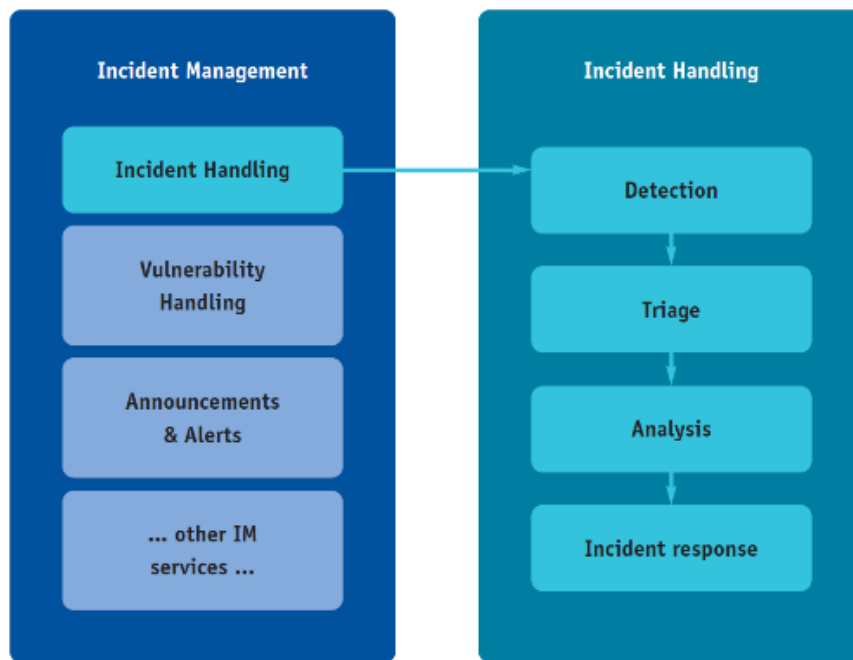 Incident Management
Incident Handling
Vulnerability
Handling
Announcements
& Alerts
... other IM
services ...
Incident Handling
Detection
Triage
Analysis
Incident response